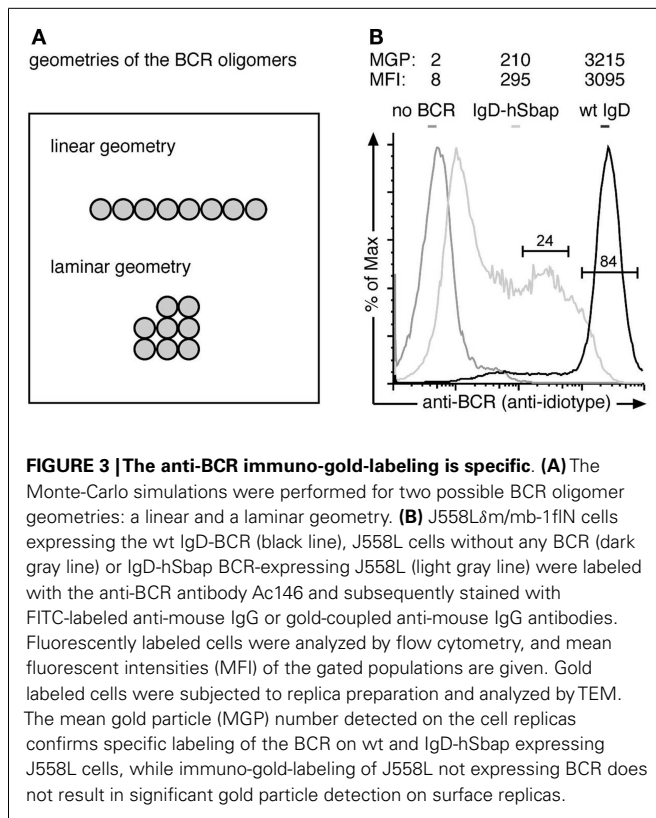 A
geometries of the BCR oligomers
linear geometry
laminar geometry
B
MGP: 2 210 3215
MFI: 8 295 3095
no BCR IgD-hSbap wt IgD
24
84
% of Max
anti-BCR (anti-idiotype)
FIGURE 3 | The anti-BCR immuno-gold-labeling is specific. (A) The
Monte-Carlo simulations were performed for two possible BCR oligomer
geometries: a linear and a laminar geometry. (B) J558Lδm/mb-1flN cells
expressing the wt IgD-BCR (black line), J558L cells without any BCR (dark
gray line) or IgD-hSbap BCR-expressing J558L (light gray line) were labeled
with the anti-BCR antibody Ac146 and subsequently stained with
FITC-labeled anti-mouse IgG or gold-coupled anti-mouse IgG antibodies.
Fluorescently labeled cells were analyzed by flow cytometry, and mean
fluorescent intensities (MFI) of the gated populations are given. Gold
labeled cells were subjected to replica preparation and analyzed by TEM.
The mean gold particle (MGP) number detected on the cell replicas
confirms specific labeling of the BCR on wt and IgD-hSbap expressing
J558L cells, while immuno-gold-labeling of J558L not expressing BCR does
not result in significant gold particle detection on surface replicas.